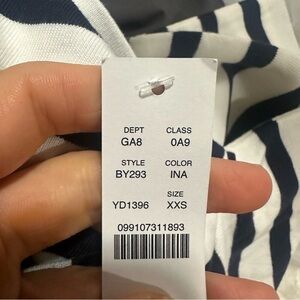 DEPT CLASS
GA8 0A9
STYLE COLOR
BY293 INA
SIZE
YD1396 XXS
099107311893